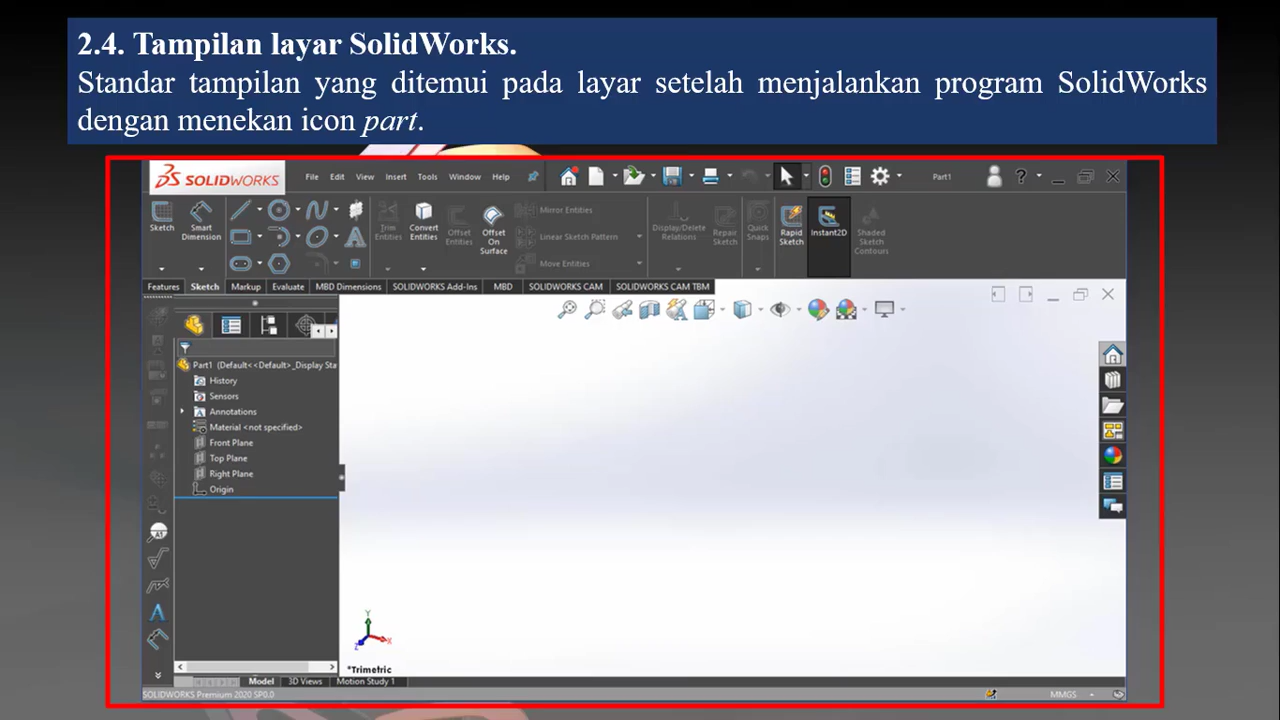 2.4. Tampilan layar SolidWorks.
Standar tampilan yang ditemui pada layar setelah menjalankan program SolidWorks
dengan menekan icon part.
SOLIDWORKS File Edit View Insert Tools Window Help Part1 ?
Sketch Smart Dimension Trim Entities Convert Entities Offset Entities Offset On Surface Mirror Entities Display/Delete Relations Repair Sketch Quick Snaps Rapid Sketch Instant2D Shaded Sketch Contours
Linear Sketch Pattern
Move Entities
Features Sketch Markup Evaluate MBD Dimensions SOLIDWORKS Add-Ins MBD SOLIDWORKS CAM SOLIDWORKS CAM TBM
Part1 (Default<<Default>_Display Sta
History
Sensors
Annotations
Material <not specified>
Front Plane
Top Plane
Right Plane
Origin
Y
X
Z
*Trimetric
Model 3D Views Motion Study 1
SOLIDWORKS Premium 2020 SP0.0 MMGS